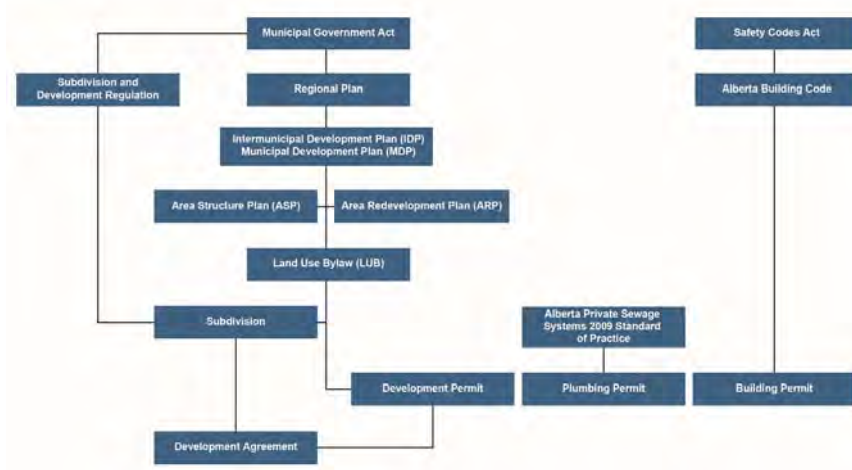 Municipal Government Act
Safety Codes Act
Subdivision and
Development Regulation
Regional Plan
Alberta Building Code
Intermunicipal Development Plan (IDP)
Municipal Development Plan (MDP)
Area Structure Plan (ASP)
Area Redevelopment Plan (ARP)
Land Use Bylaw (LUB)
Subdivision
Alberta Private Sewage
Systems 2009 Standard
of Practice
Development Permit
Plumbing Permit
Building Permit
Development Agreement